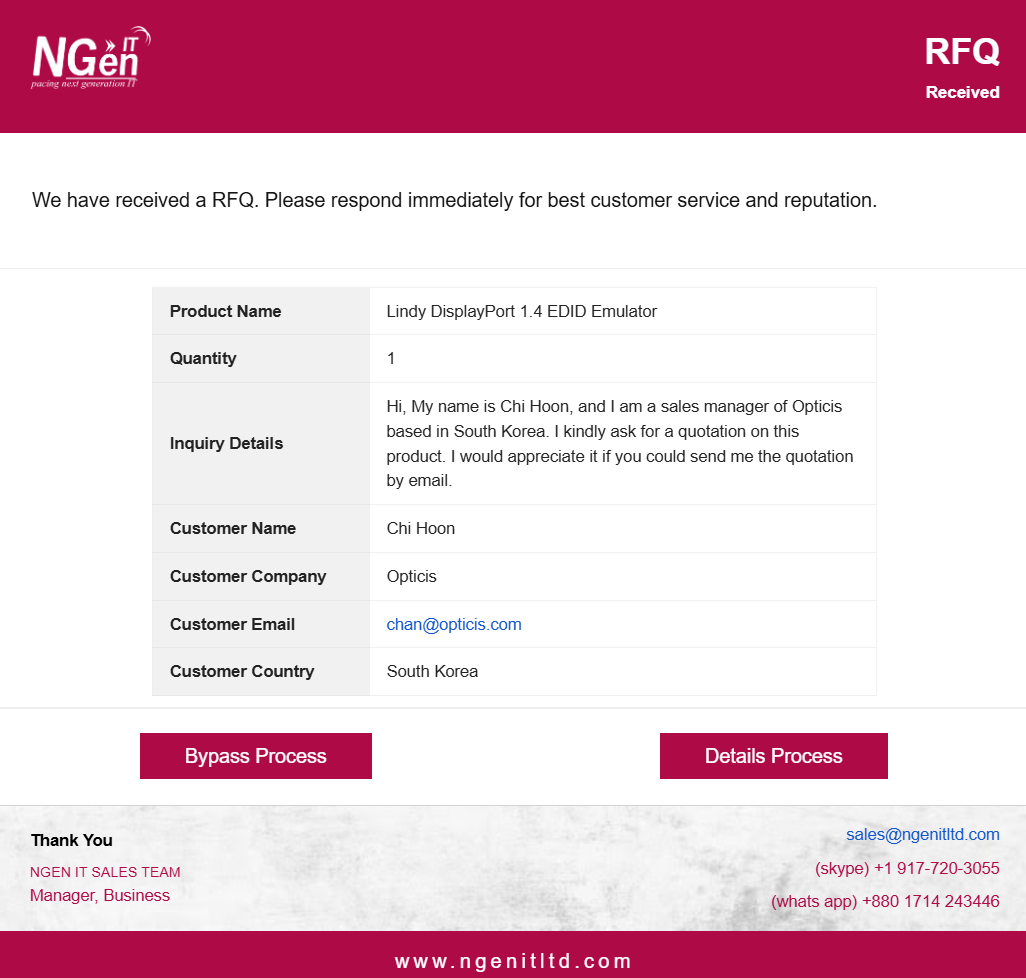 NGen IT
pacing next generation IT
RFQ
Received
We have received a RFQ. Please respond immediately for best customer service and reputation.
Product Name Lindy DisplayPort 1.4 EDID Emulator
Quantity 1
Inquiry Details
Hi, My name is Chi Hoon, and I am a sales manager of Opticis
based in South Korea. I kindly ask for a quotation on this
product. I would appreciate it if you could send me the quotation
by email.
Customer Name Chi Hoon
Customer Company Opticis
Customer Email chan@opticis.com
Customer Country South Korea
Bypass Process Details Process
Thank You
NGEN IT SALES TEAM
Manager, Business
sales@ngenitltd.com
(skype) +1 917-720-3055
(whats app) +880 1714 243446
www.ngenitltd.com